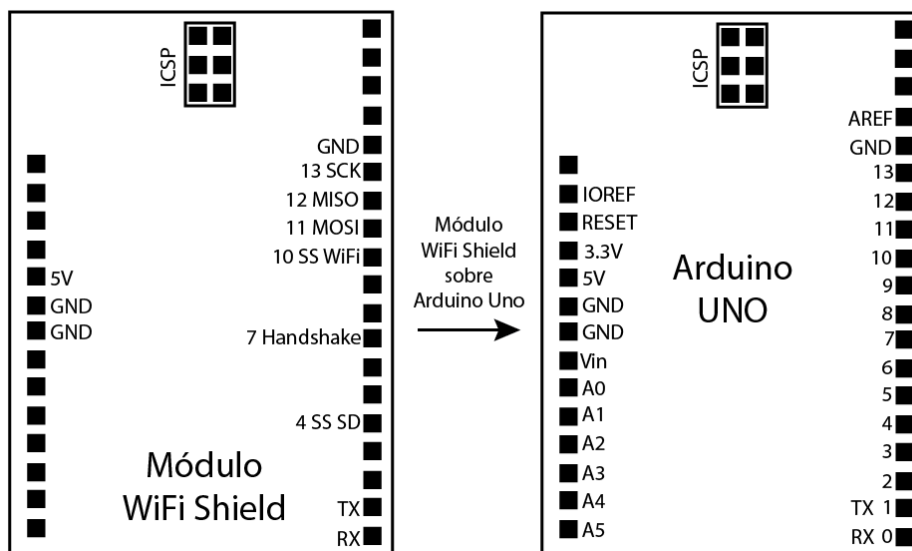 ICSP
GND
13 SCK
12 MISO
11 MOSI
10 SS WiFi
5V
GND
GND
7 Handshake
4 SS SD
Módulo
WiFi Shield
TX
RX
Módulo
WiFi Shield
sobre
Arduino Uno
ICSP
AREF
GND
13
12
11
10
9
8
7
6
5
4
3
2
TX 1
RX 0
IOREF
RESET
3.3V
5V
GND
GND
Vin
A0
A1
A2
A3
A4
A5
Arduino
UNO